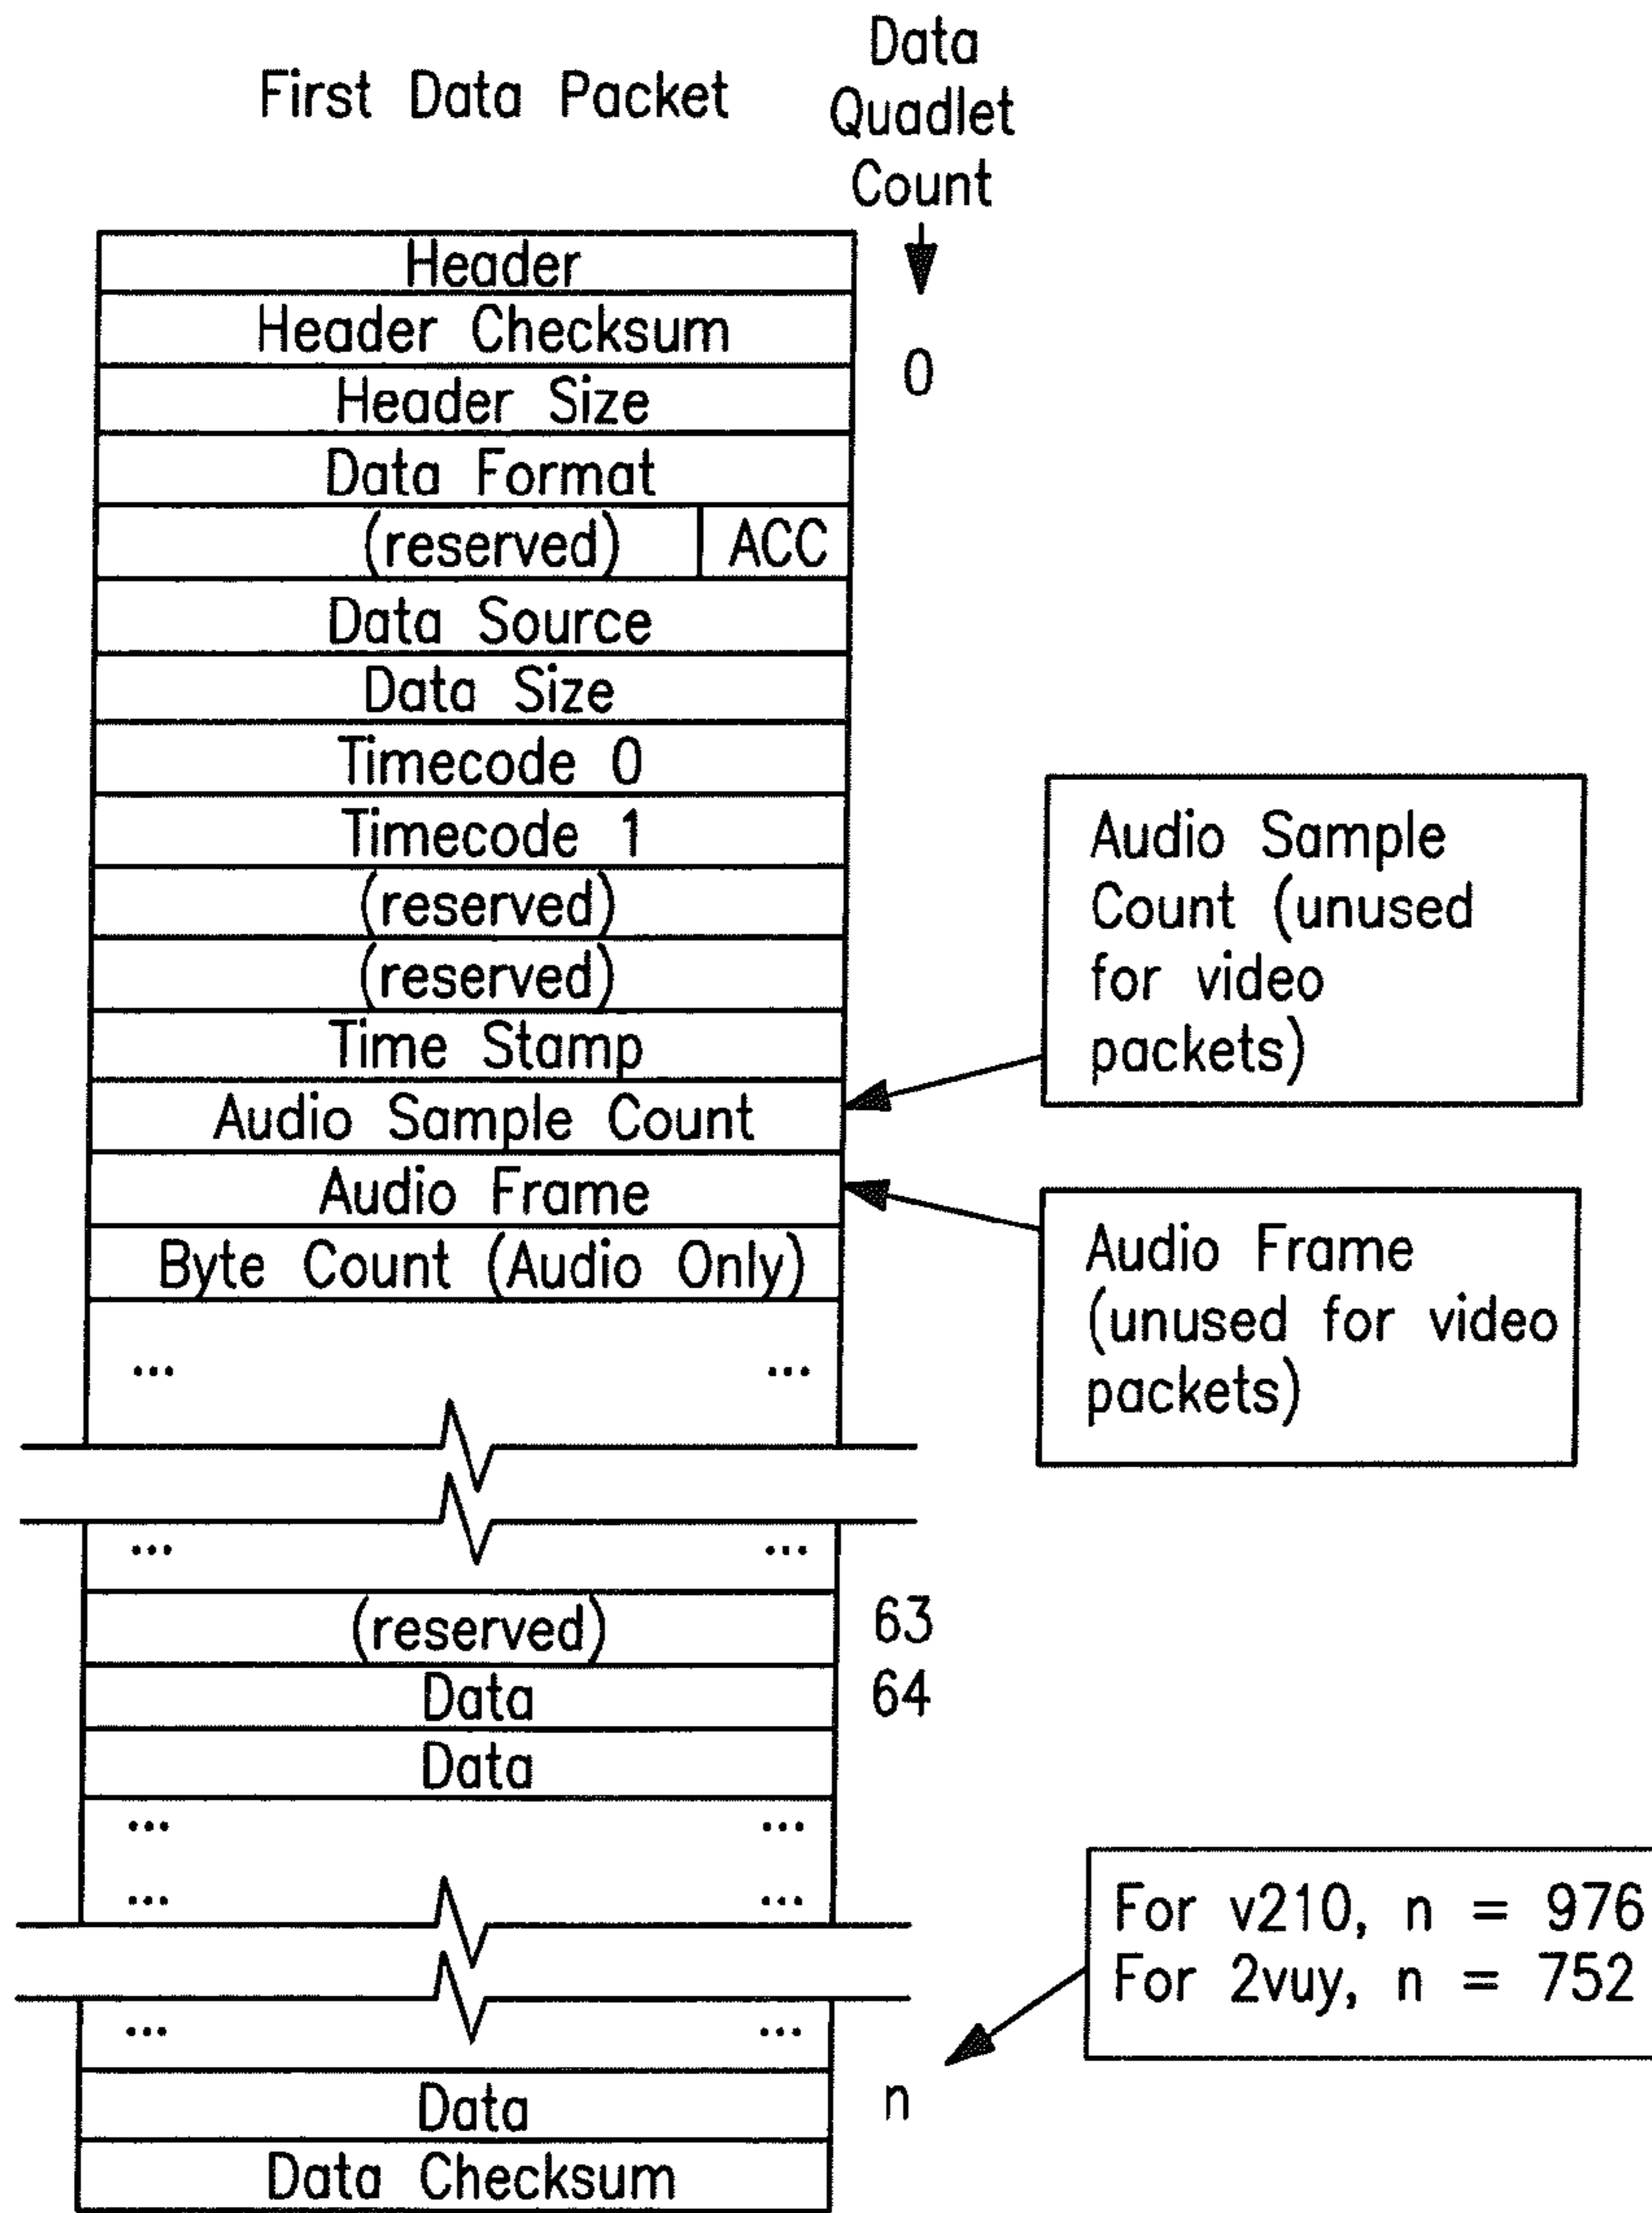 First Data Packet
Data
Quadlet
Count
Header
Header Checksum
0
Header Size
Data Format
(reserved) ACC
Data Source
Data Size
Timecode 0
Timecode 1
(reserved)
(reserved)
Time Stamp
Audio Sample Count
Audio Frame
Byte Count (Audio Only)
... ...
Audio Sample
Count (unused
for video
packets)
Audio Frame
(unused for video
packets)
... ...
(reserved) 63
Data 64
Data
... ...
... ...
For v210, n = 976
For 2vuy, n = 752
... ...
Data n
Data Checksum